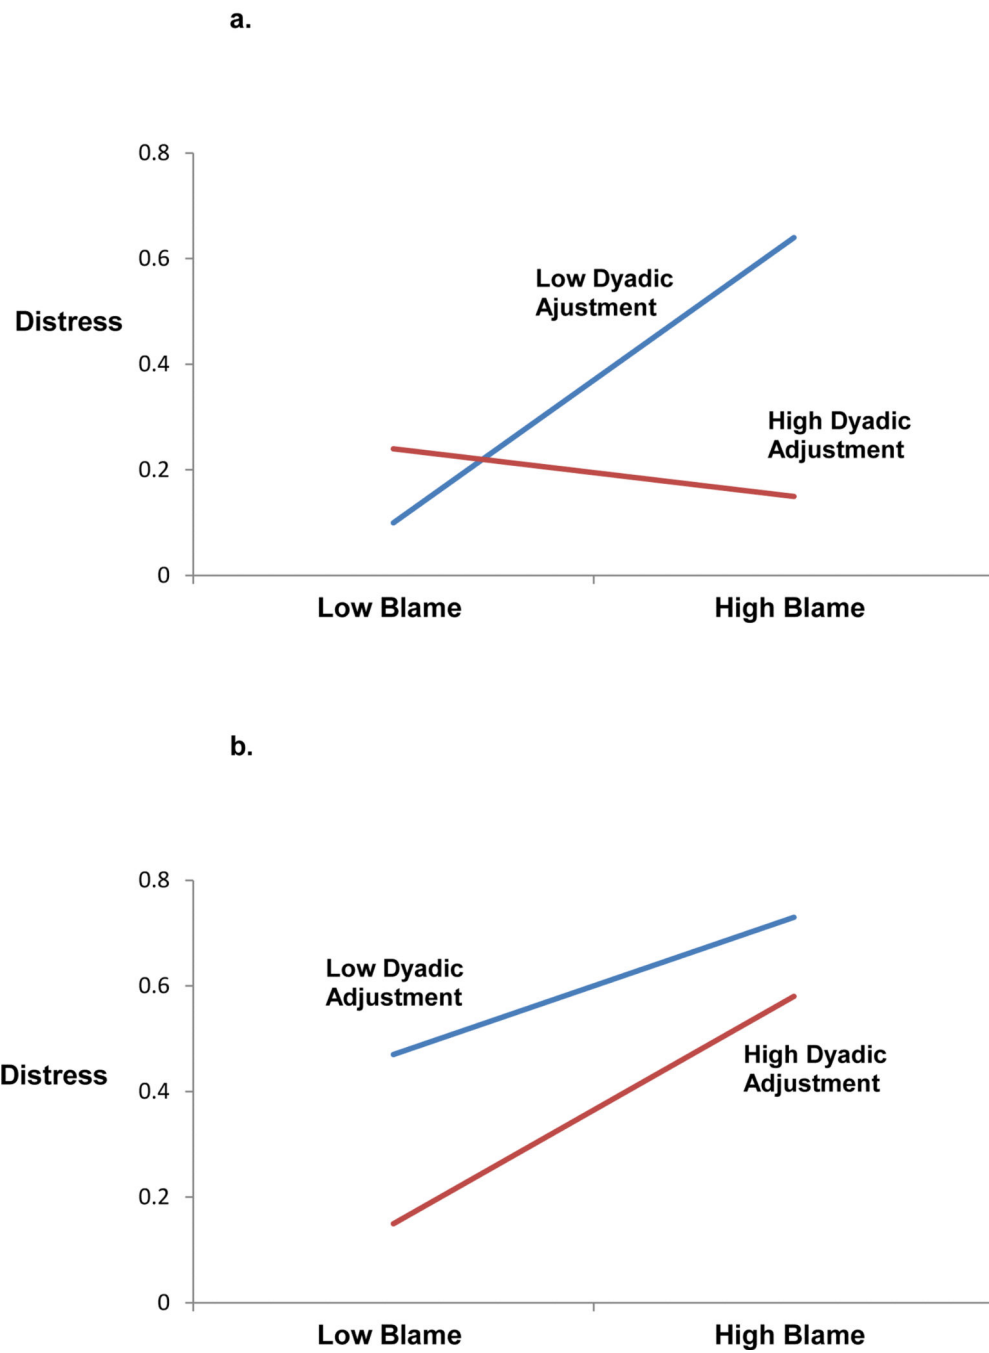 a.
0.8
0.6
Low Dyadic
Ajustment
Distress
0.4
High Dyadic
Adjustment
0.2
0
Low Blame
High Blame
b.
0.8
Low Dyadic
Adjustment
0.6
High Dyadic
Adjustment
Distress
0.4
0.2
0
Low Blame
High Blame